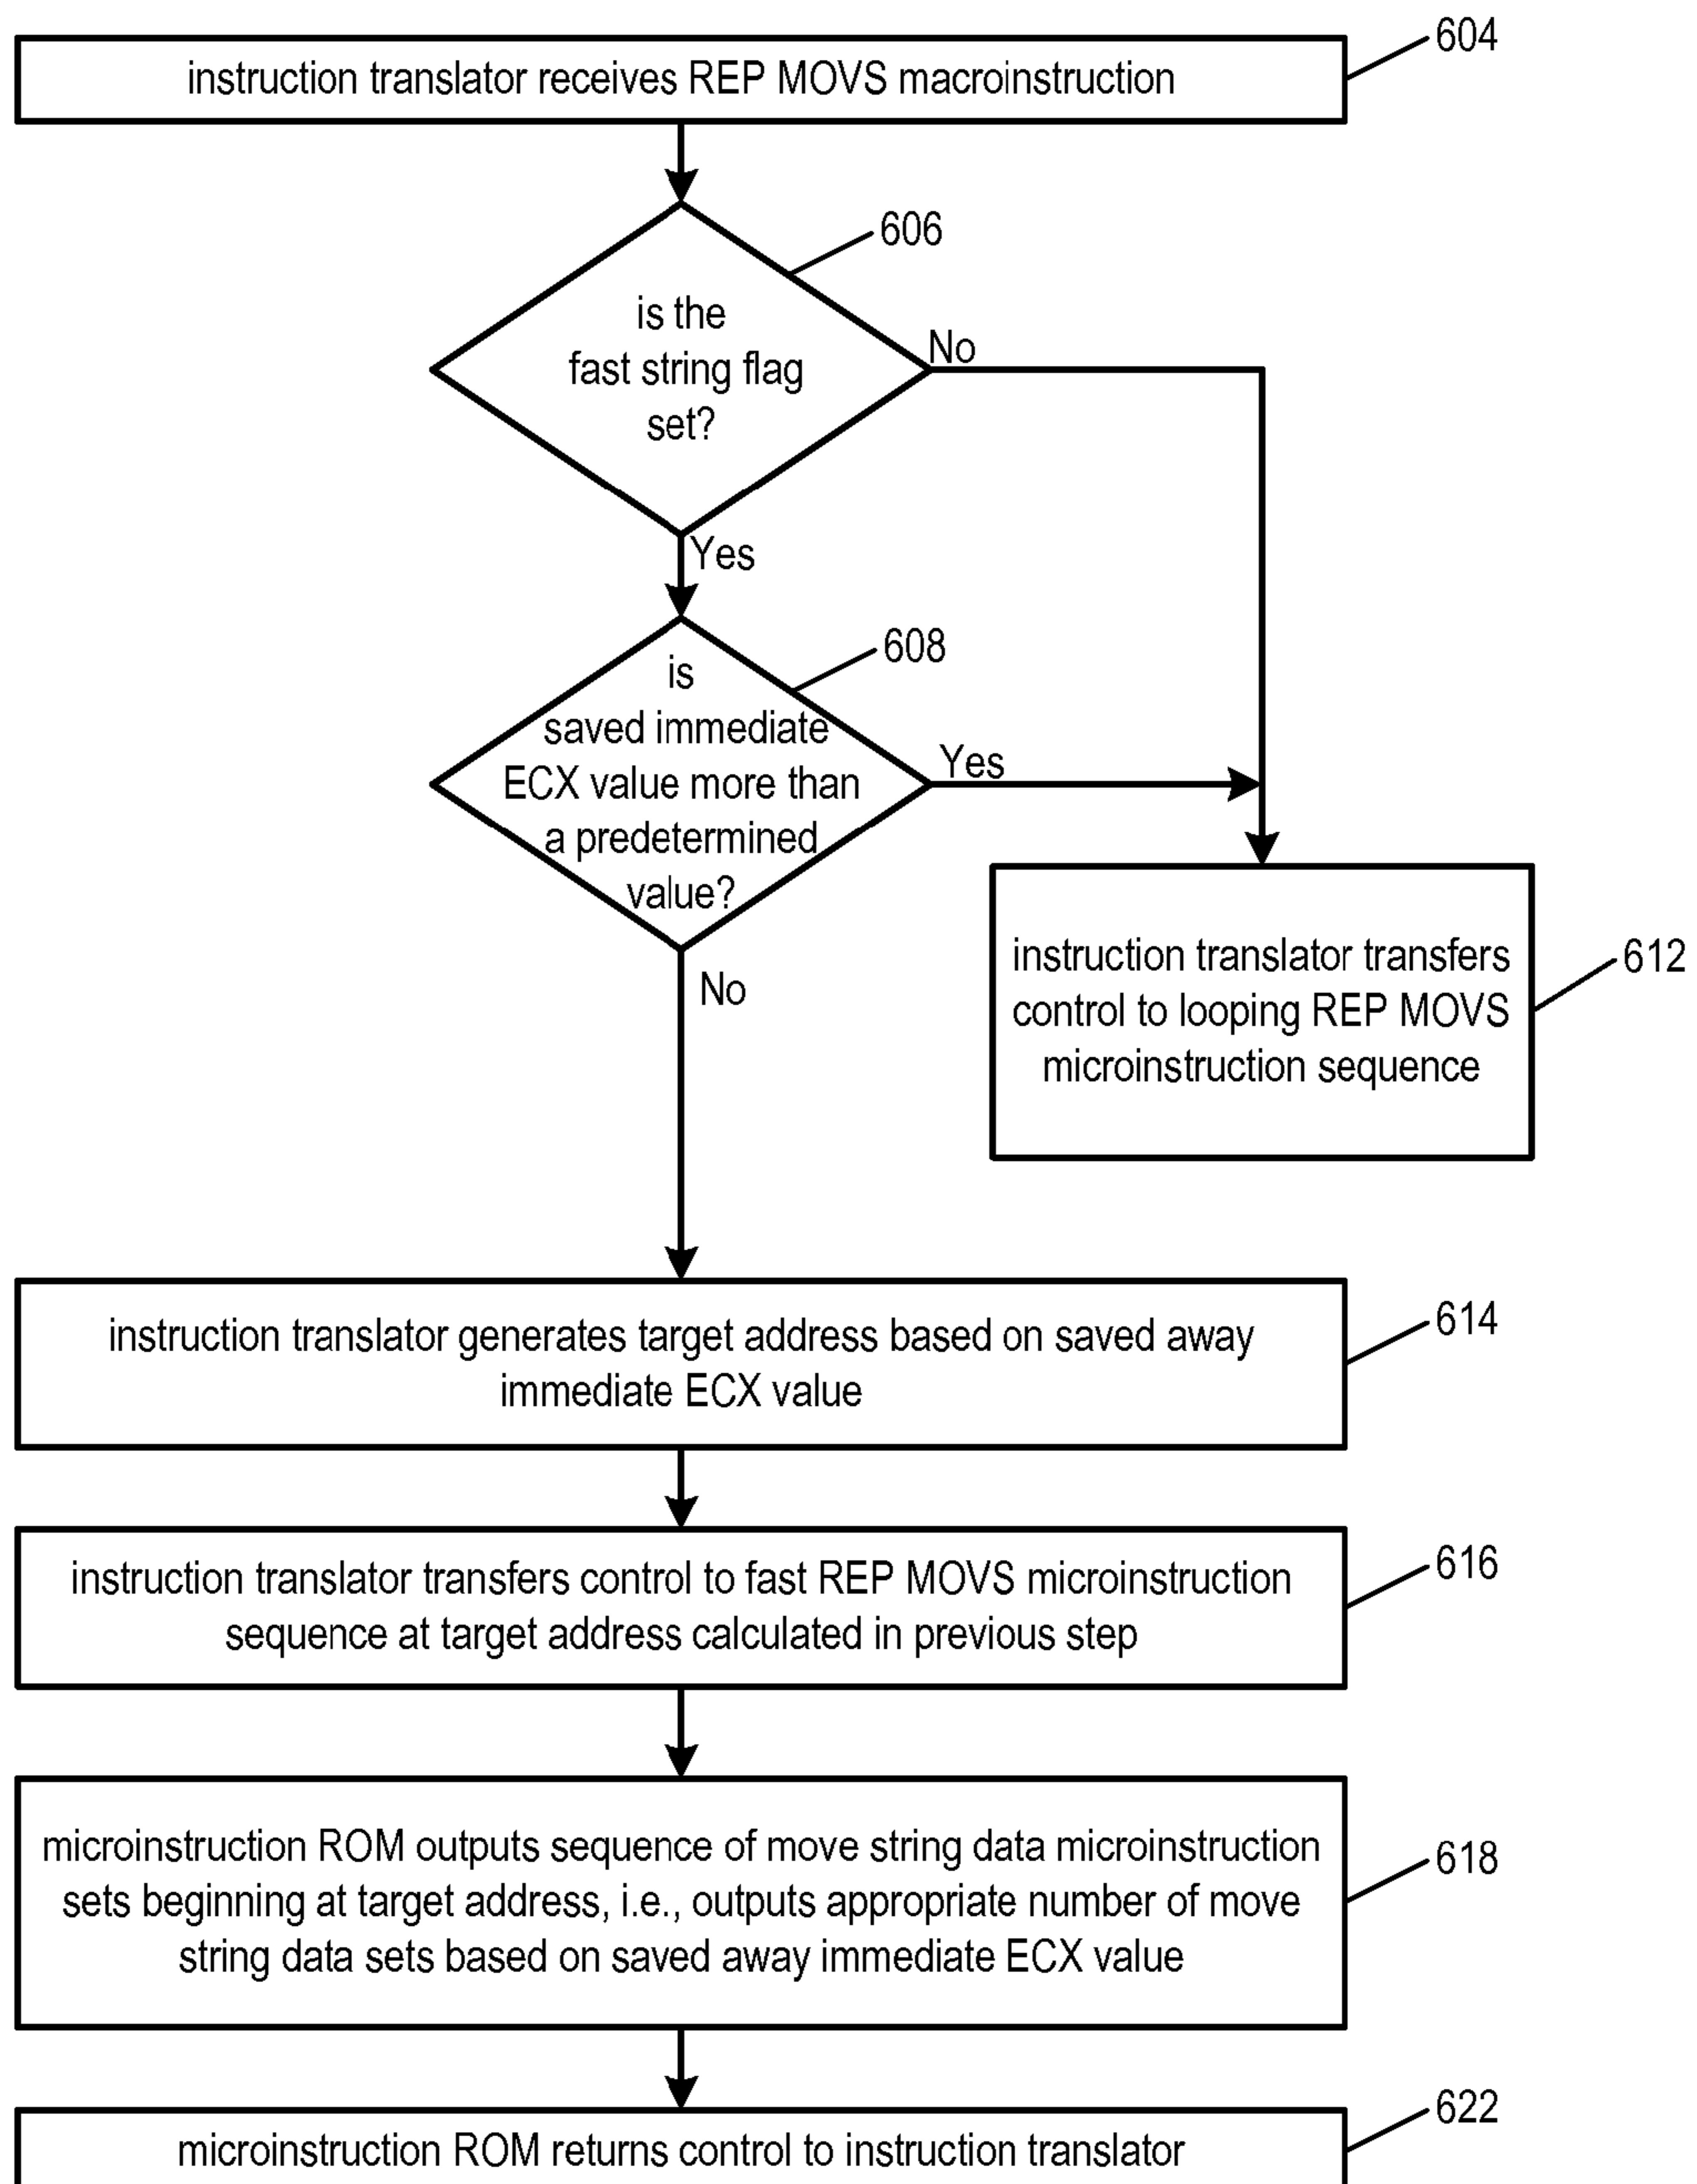 604
instruction translator receives REP MOVS macroinstruction
606
is the
fast string flag
set?
No
Yes
608
is
saved immediate
ECX value more than
a predetermined
value?
Yes
No
612
instruction translator transfers
control to looping REP MOVS
microinstruction sequence
614
instruction translator generates target address based on saved away
immediate ECX value
616
instruction translator transfers control to fast REP MOVS microinstruction
sequence at target address calculated in previous step
618
microinstruction ROM outputs sequence of move string data microinstruction
sets beginning at target address, i.e., outputs appropriate number of move
string data sets based on saved away immediate ECX value
622
microinstruction ROM returns control to instruction translator